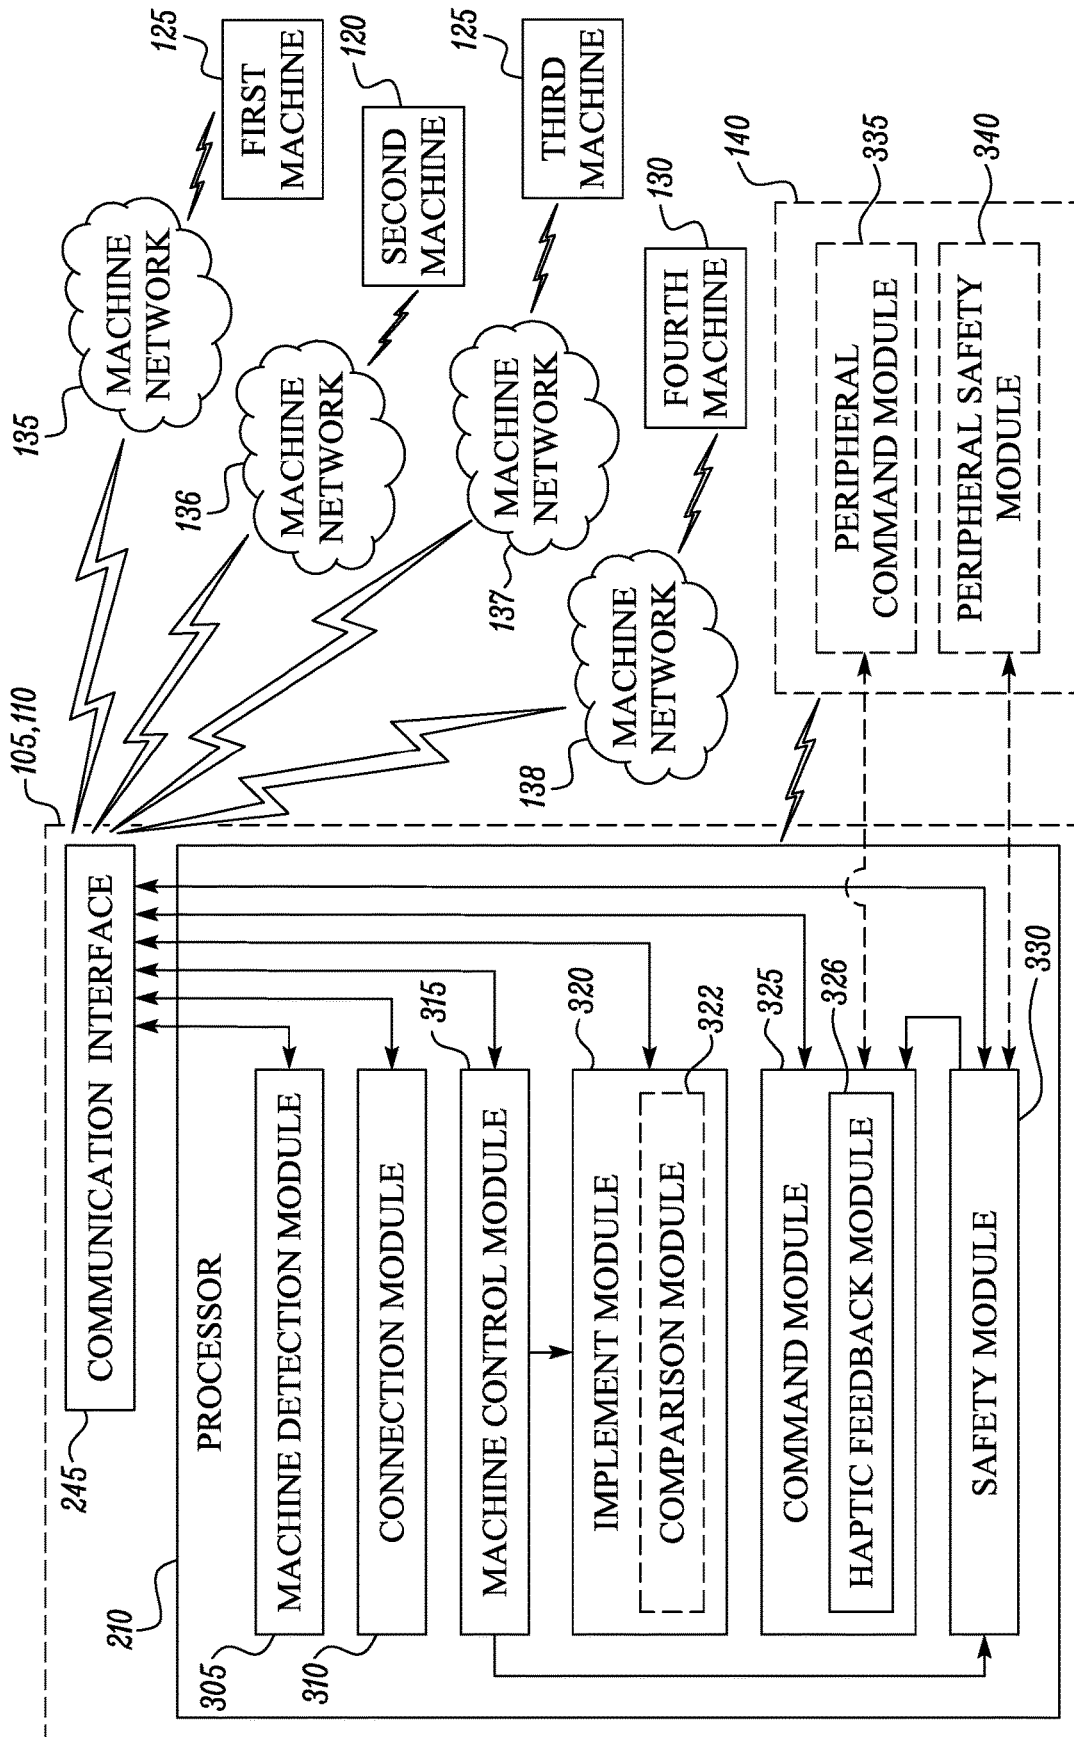 105,110
COMMUNICATION INTERFACE
245
210
PROCESSOR
MACHINE DETECTION MODULE
305
CONNECTION MODULE
310
MACHINE CONTROL MODULE
315
IMPLEMENT MODULE
320
COMPARISON MODULE
322
COMMAND MODULE
325
HAPTIC FEEDBACK MODULE
326
SAFETY MODULE
330
135
MACHINE
NETWORK
FIRST
MACHINE
125
136
MACHINE
NETWORK
SECOND
MACHINE
120
137
MACHINE
NETWORK
THIRD
MACHINE
125
138
MACHINE
NETWORK
FOURTH
MACHINE
130
140
PERIPHERAL
COMMAND MODULE
335
PERIPHERAL SAFETY
MODULE
340